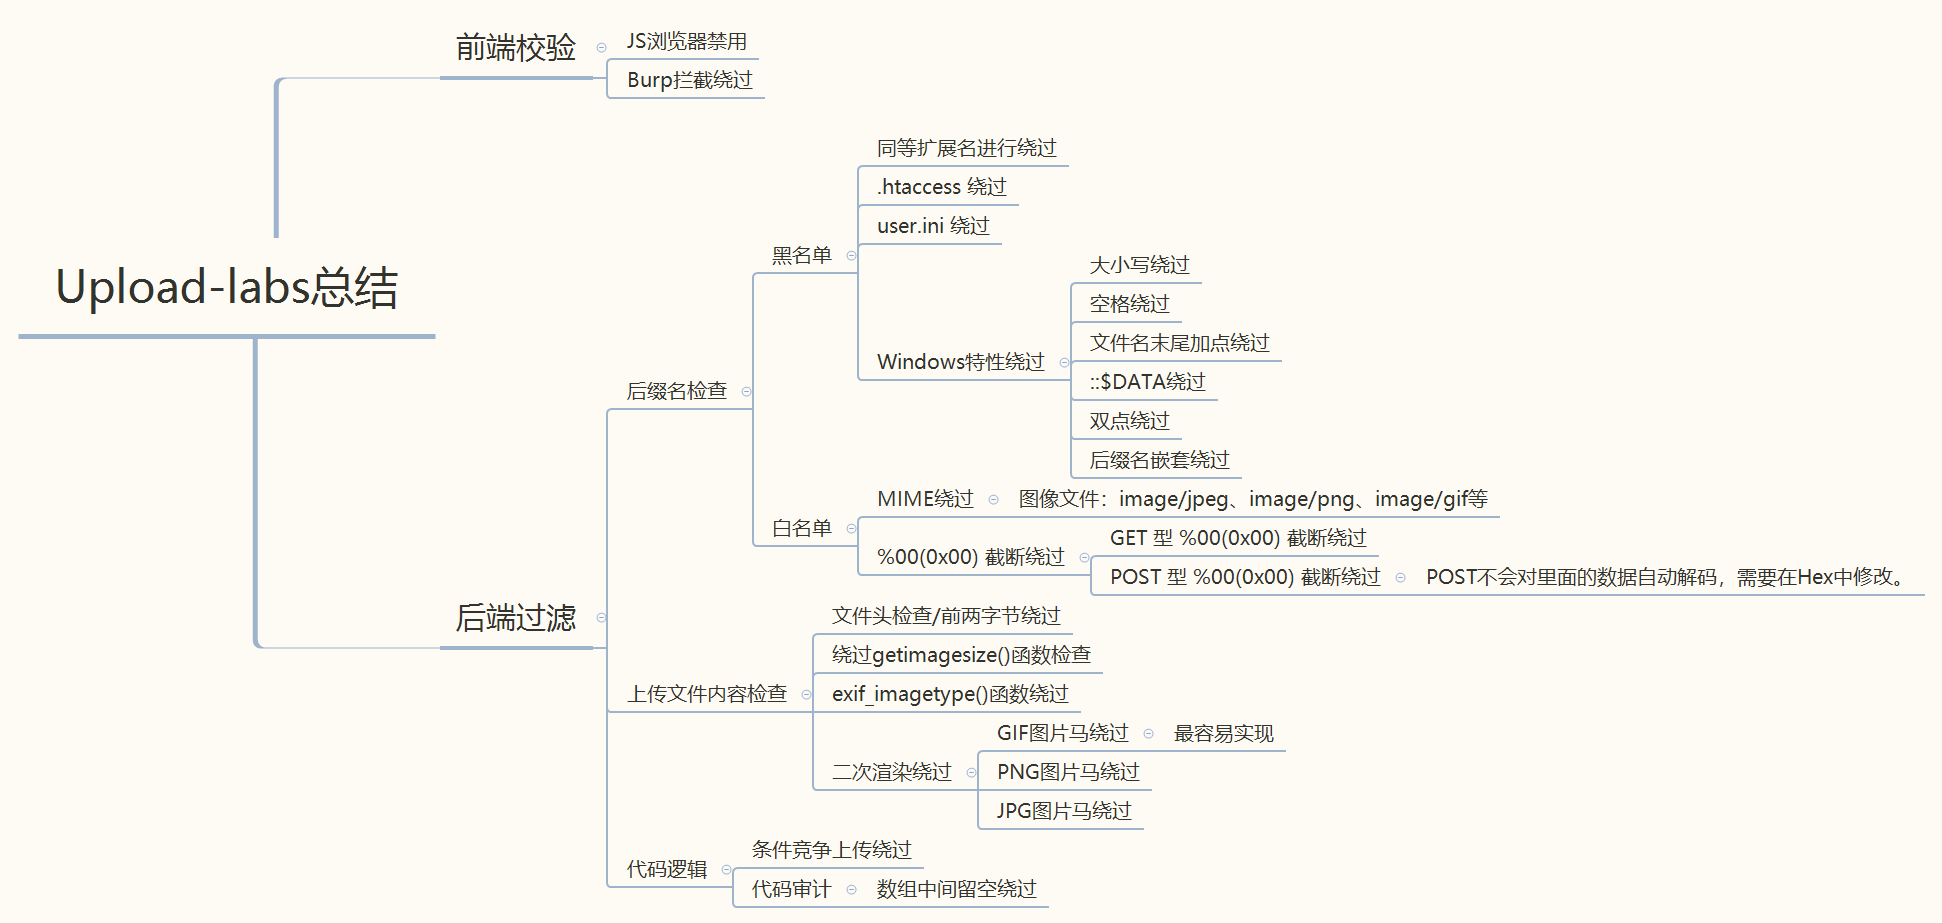 Upload-labs总结
前端校验
JS浏览器禁用
Burp拦截绕过
后端过滤
后缀名检查
黑名单
同等扩展名进行绕过
.htaccess 绕过
user.ini 绕过
Windows特性绕过
大小写绕过
空格绕过
文件名末尾加点绕过
::$DATA绕过
双点绕过
后缀名嵌套绕过
白名单
MIME绕过
图像文件：image/jpeg、image/png、image/gif等
%00(0x00) 截断绕过
GET 型 %00(0x00) 截断绕过
POST 型 %00(0x00) 截断绕过
POST不会对里面的数据自动解码，需要在Hex中修改。
上传文件内容检查
文件头检查/前两字节绕过
绕过getimagesize()函数检查
exif_imagetype()函数绕过
二次渲染绕过
GIF图片马绕过
最容易实现
PNG图片马绕过
JPG图片马绕过
代码逻辑
条件竞争上传绕过
代码审计
数组中间留空绕过